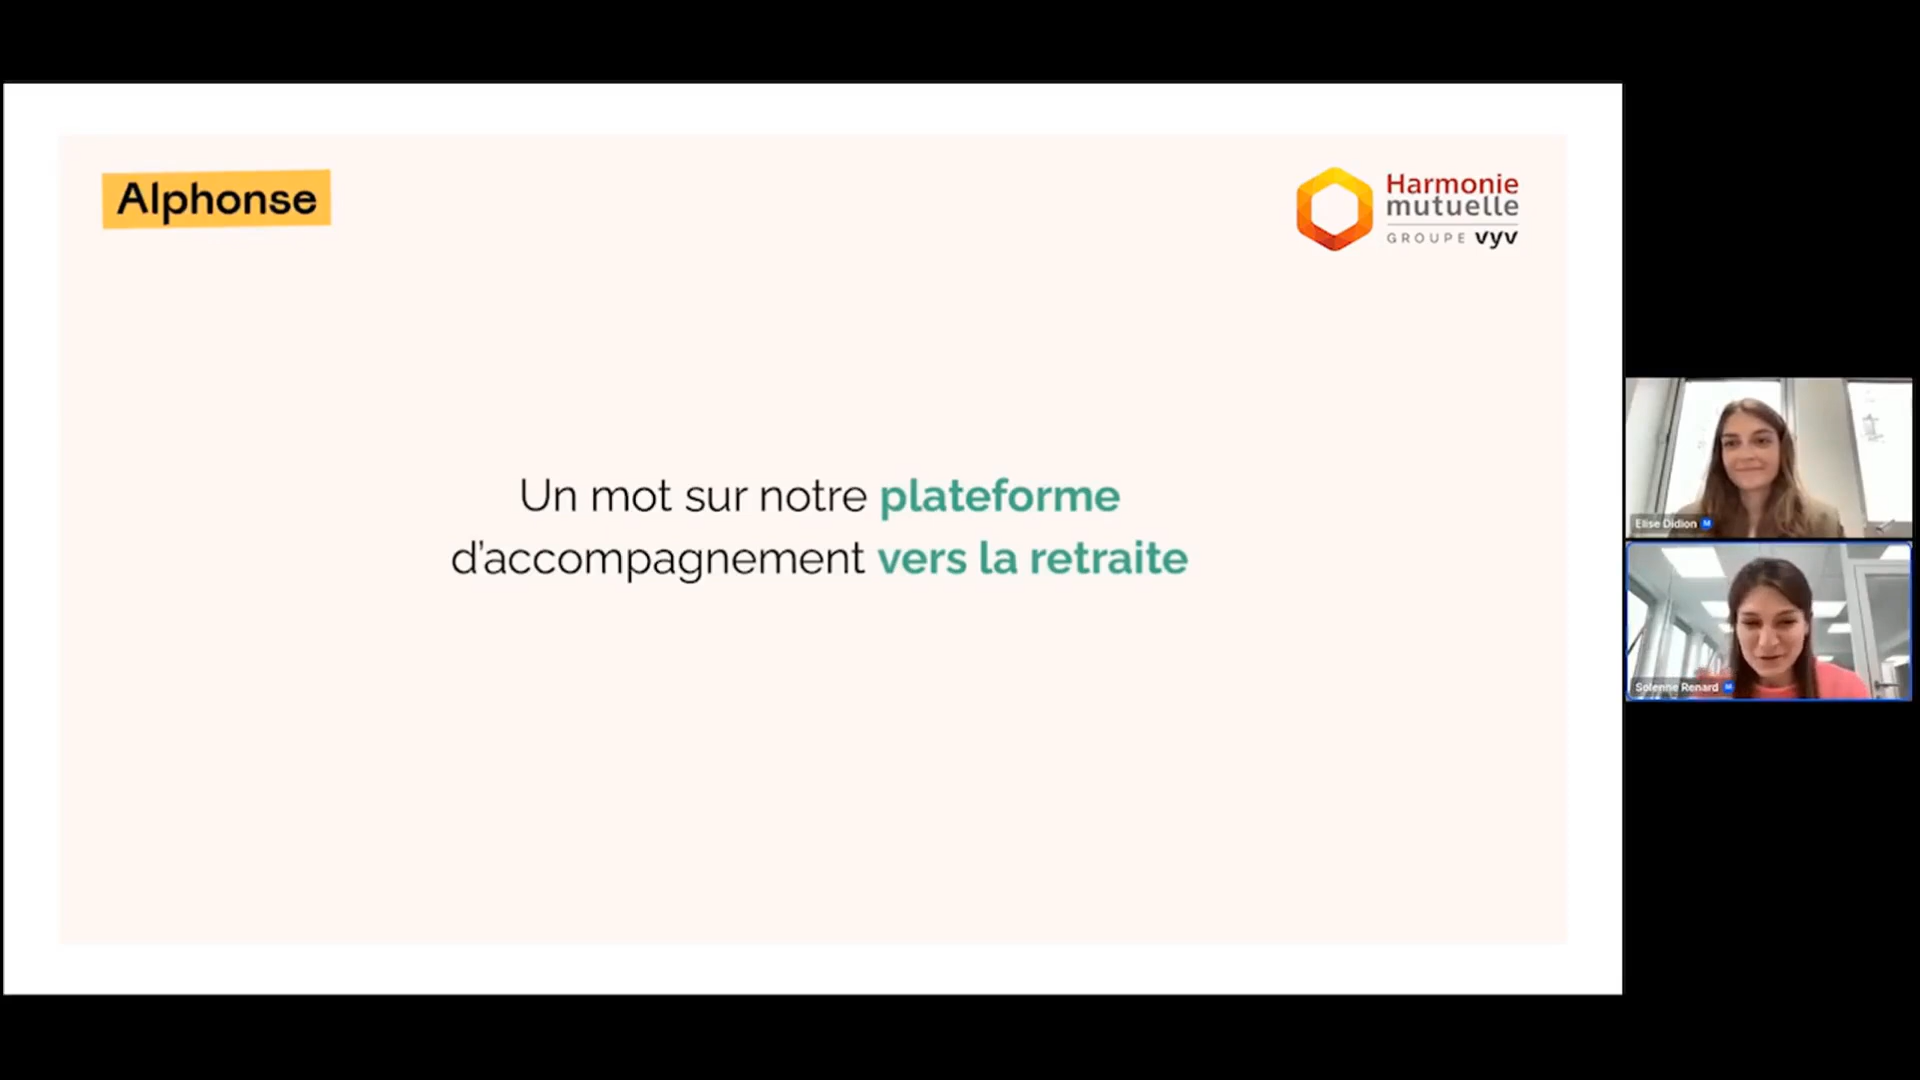 Alphonse
Harmonie
mutuelle
GROUPE vyv
Un mot sur notre plateforme
d’accompagnement vers la retraite
Elise Didion M
Solenne Renard M